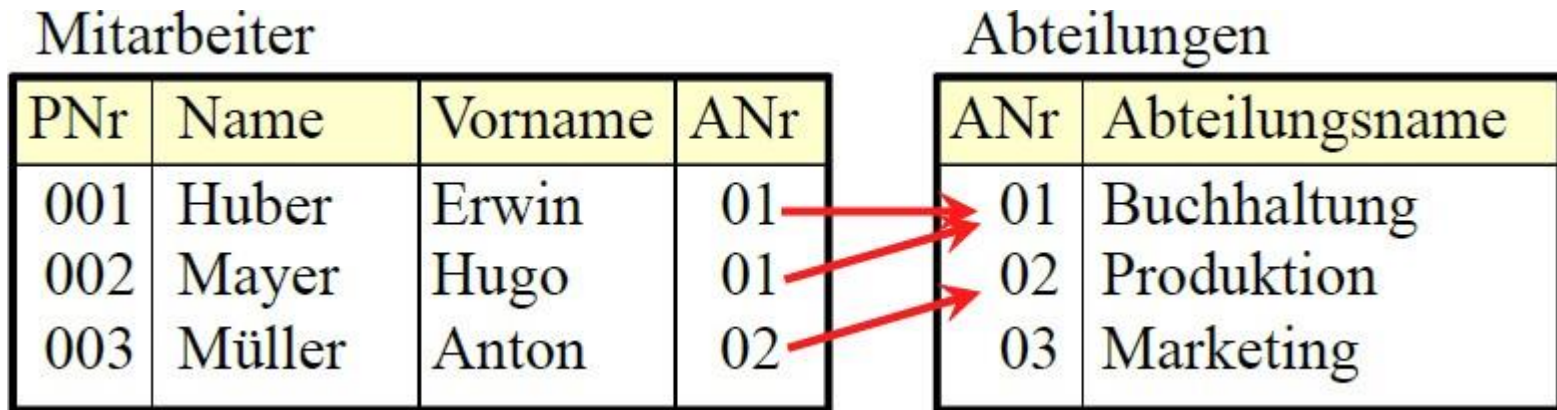 Mitarbeiter Abteilungen
PNr Name Vorname ANr ANr Abteilungsname
001 Huber Erwin 01 01 Buchhaltung
002 Mayer Hugo 01 02 Produktion
003 Müller Anton 02 03 Marketing